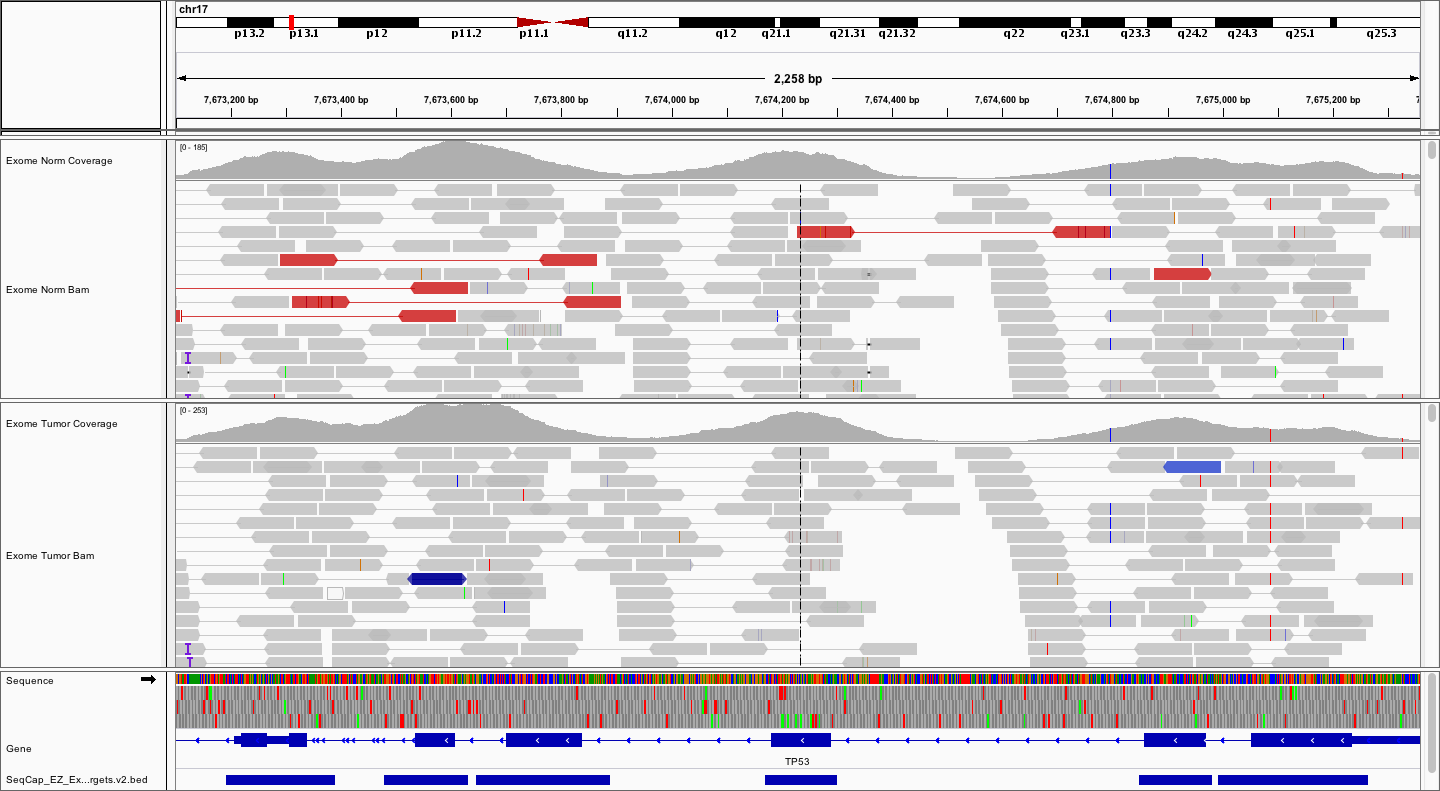 chr17
p13.2 p13.1 p12 p11.2 p11.1 q11.2 q12 q21.1 q21.31 q21.32 q22 q23.1 q23.3 q24.2 q24.3 q25.1 q25.3
2,258 bp
7,673,200 bp 7,673,400 bp 7,673,600 bp 7,673,800 bp 7,674,000 bp 7,674,200 bp 7,674,400 bp 7,674,600 bp 7,674,800 bp 7,675,000 bp 7,675,200 bp 7
[0 - 185]
Exome Norm Coverage
Exome Norm Bam
[0 - 253]
Exome Tumor Coverage
Exome Tumor Bam
Sequence
Gene
TP53
SeqCap_EZ_Ex...rgets.v2.bed